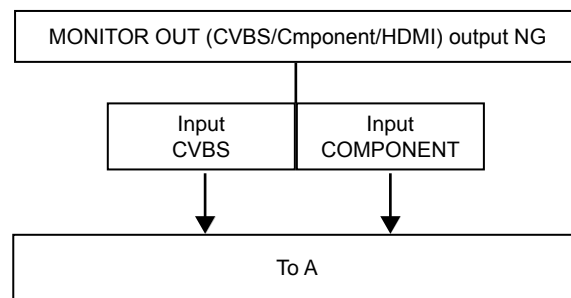 MONITOR OUT (CVBS/Cmponent/HDMI) output NG
Input
CVBS
Input
COMPONENT
To A